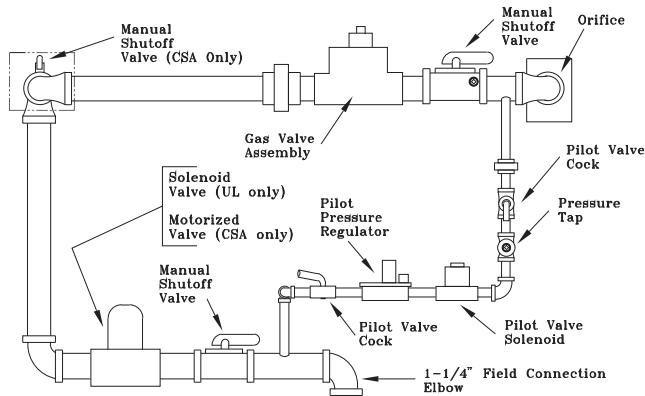 Manual
Shutoff
Valve (CSA Only)
Manual
Shutoff
Valve
Orifice
Gas Valve
Assembly
Pilot Valve
Cock
Solenoid
Valve (UL only)
Motorized
Valve (CSA only)
Pilot
Pressure
Regulator
Pressure
Tap
Manual
Shutoff
Valve
Pilot Valve
Cock
Pilot Valve
Solenoid
1-1/4" Field Connection
Elbow